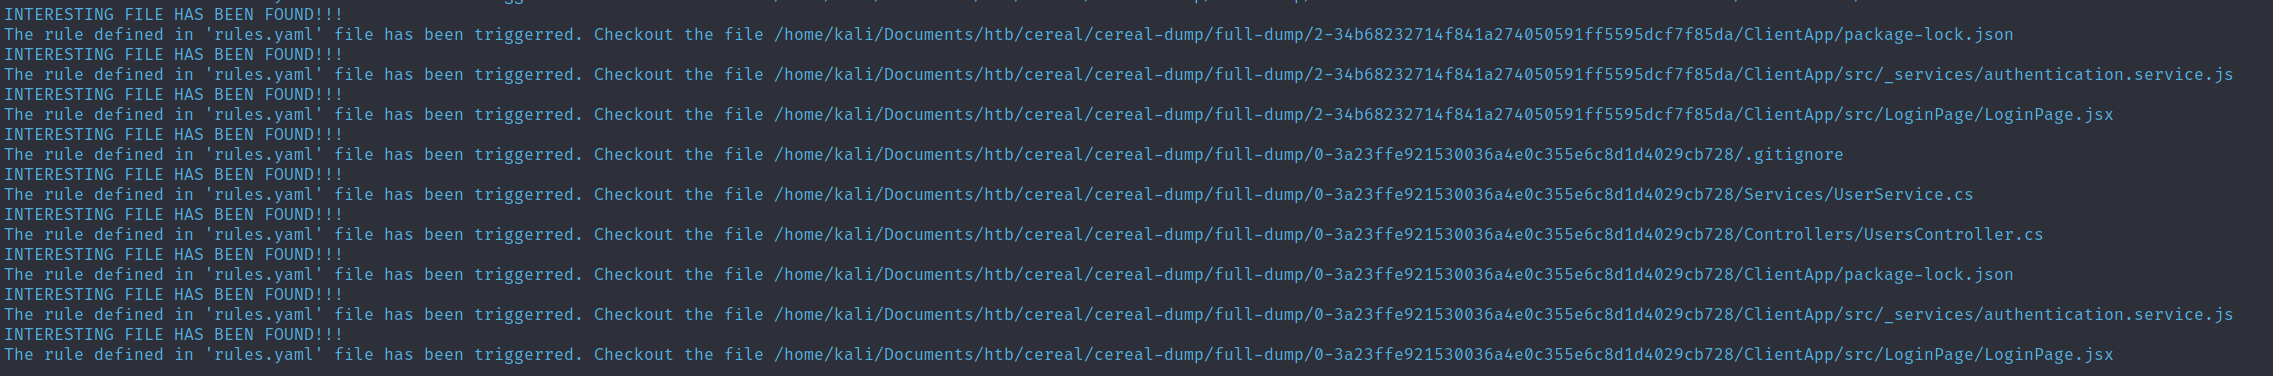 INTERESTING FILE HAS BEEN FOUND!!!
The rule defined in 'rules.yaml' file has been triggerred. Checkout the file /home/kali/Documents/htb/cereal/cereal-dump/full-dump/2-34b68232714f841a274050591ff5595dcf7f85da/ClientApp/package-lock.json
INTERESTING FILE HAS BEEN FOUND!!!
The rule defined in 'rules.yaml' file has been triggerred. Checkout the file /home/kali/Documents/htb/cereal/cereal-dump/full-dump/2-34b68232714f841a274050591ff5595dcf7f85da/ClientApp/src/_services/authentication.service.js
INTERESTING FILE HAS BEEN FOUND!!!
The rule defined in 'rules.yaml' file has been triggerred. Checkout the file /home/kali/Documents/htb/cereal/cereal-dump/full-dump/2-34b68232714f841a274050591ff5595dcf7f85da/ClientApp/src/LoginPage/LoginPage.jsx
INTERESTING FILE HAS BEEN FOUND!!!
The rule defined in 'rules.yaml' file has been triggerred. Checkout the file /home/kali/Documents/htb/cereal/cereal-dump/full-dump/0-3a23ffe921530036a4e0c355e6c8d1d4029cb728/.gitignore
INTERESTING FILE HAS BEEN FOUND!!!
The rule defined in 'rules.yaml' file has been triggerred. Checkout the file /home/kali/Documents/htb/cereal/cereal-dump/full-dump/0-3a23ffe921530036a4e0c355e6c8d1d4029cb728/Services/UserService.cs
INTERESTING FILE HAS BEEN FOUND!!!
The rule defined in 'rules.yaml' file has been triggerred. Checkout the file /home/kali/Documents/htb/cereal/cereal-dump/full-dump/0-3a23ffe921530036a4e0c355e6c8d1d4029cb728/Controllers/UsersController.cs
INTERESTING FILE HAS BEEN FOUND!!!
The rule defined in 'rules.yaml' file has been triggerred. Checkout the file /home/kali/Documents/htb/cereal/cereal-dump/full-dump/0-3a23ffe921530036a4e0c355e6c8d1d4029cb728/ClientApp/package-lock.json
INTERESTING FILE HAS BEEN FOUND!!!
The rule defined in 'rules.yaml' file has been triggerred. Checkout the file /home/kali/Documents/htb/cereal/cereal-dump/full-dump/0-3a23ffe921530036a4e0c355e6c8d1d4029cb728/ClientApp/src/_services/authentication.service.js
INTERESTING FILE HAS BEEN FOUND!!!
The rule defined in 'rules.yaml' file has been triggerred. Checkout the file /home/kali/Documents/htb/cereal/cereal-dump/full-dump/0-3a23ffe921530036a4e0c355e6c8d1d4029cb728/ClientApp/src/LoginPage/LoginPage.jsx